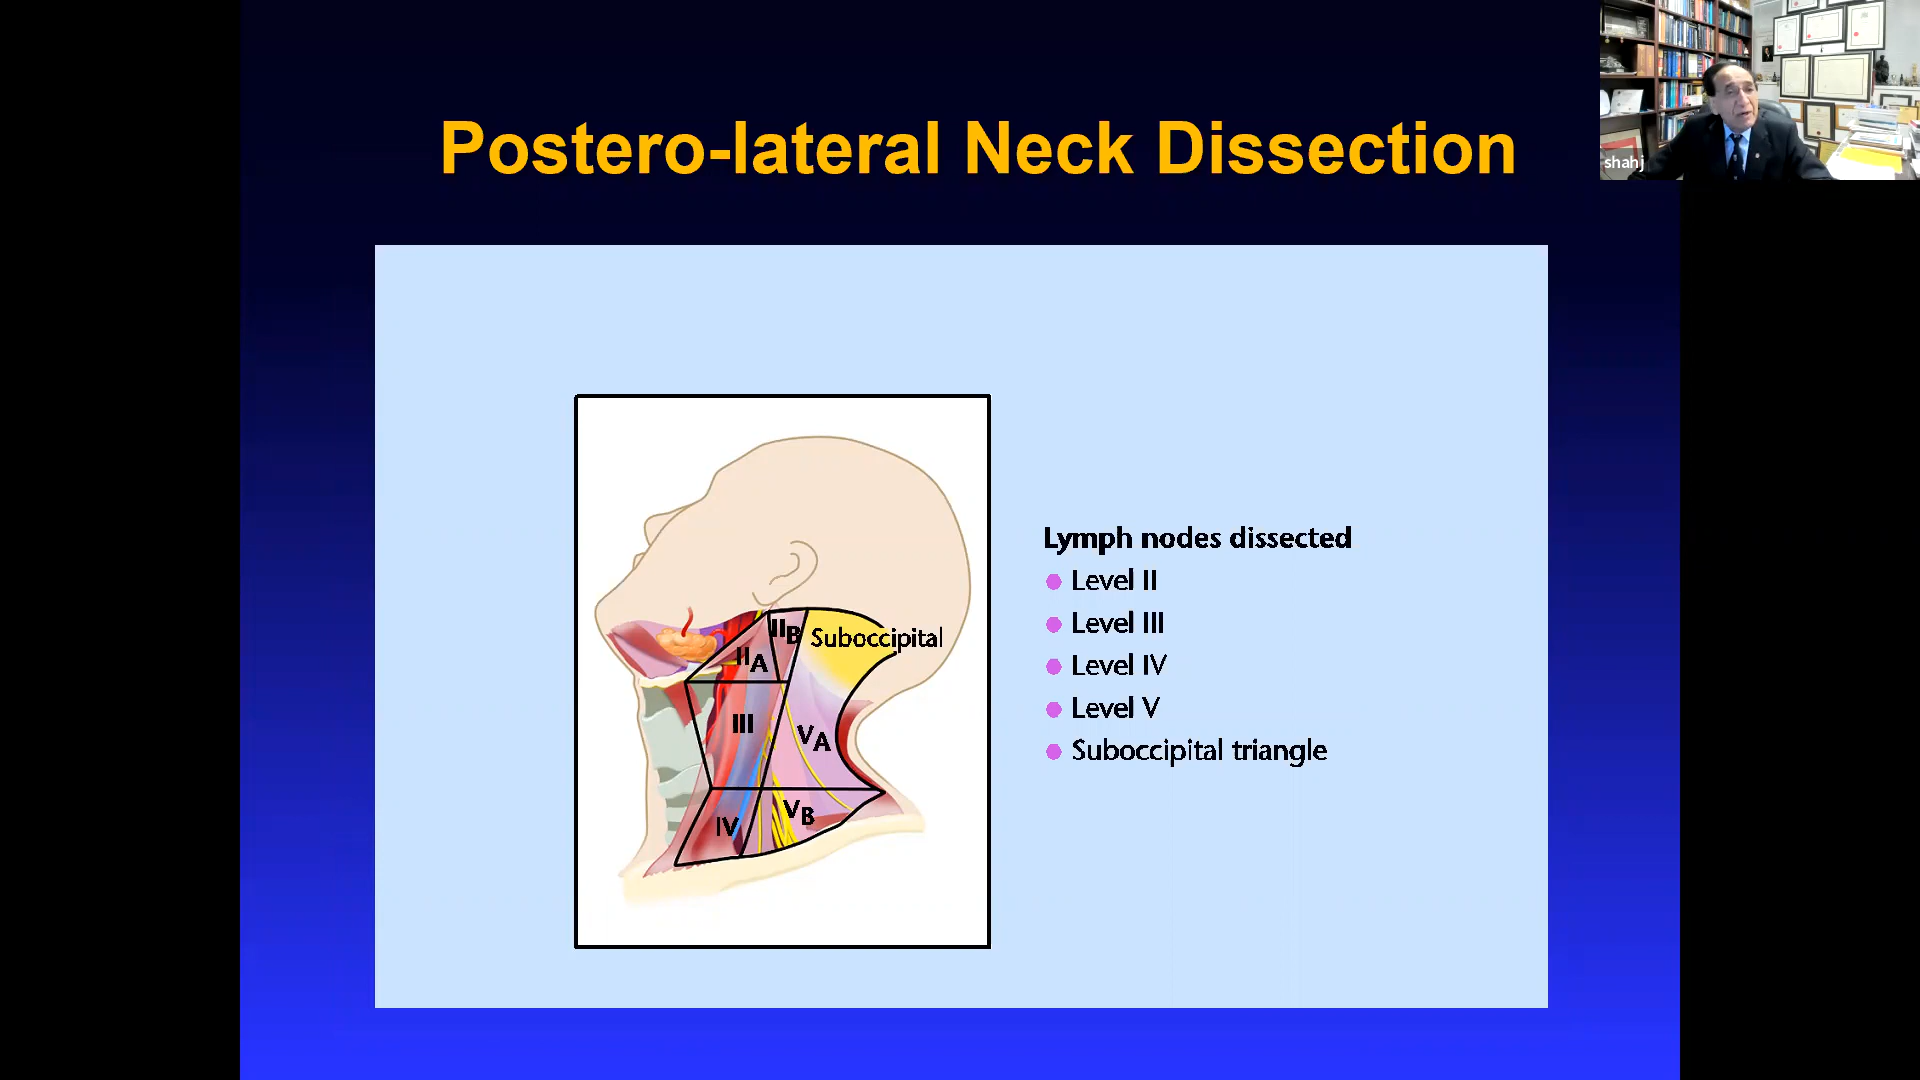 Postero-lateral Neck Dissection
shahj
IIB
Suboccipital
IIA
III
VA
VB
IV
Lymph nodes dissected
Level II
Level III
Level IV
Level V
Suboccipital triangle